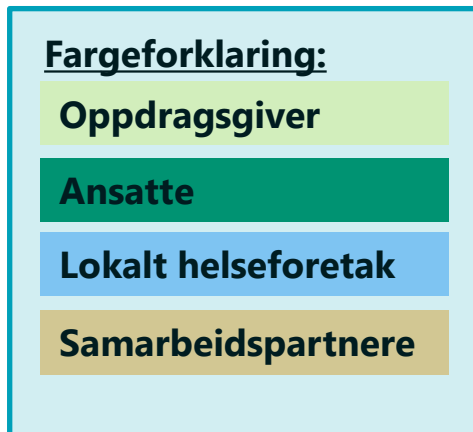 Fargeforklaring:
Oppdragsgiver
Ansatte
Lokalt helseforetak
Samarbeidspartnere